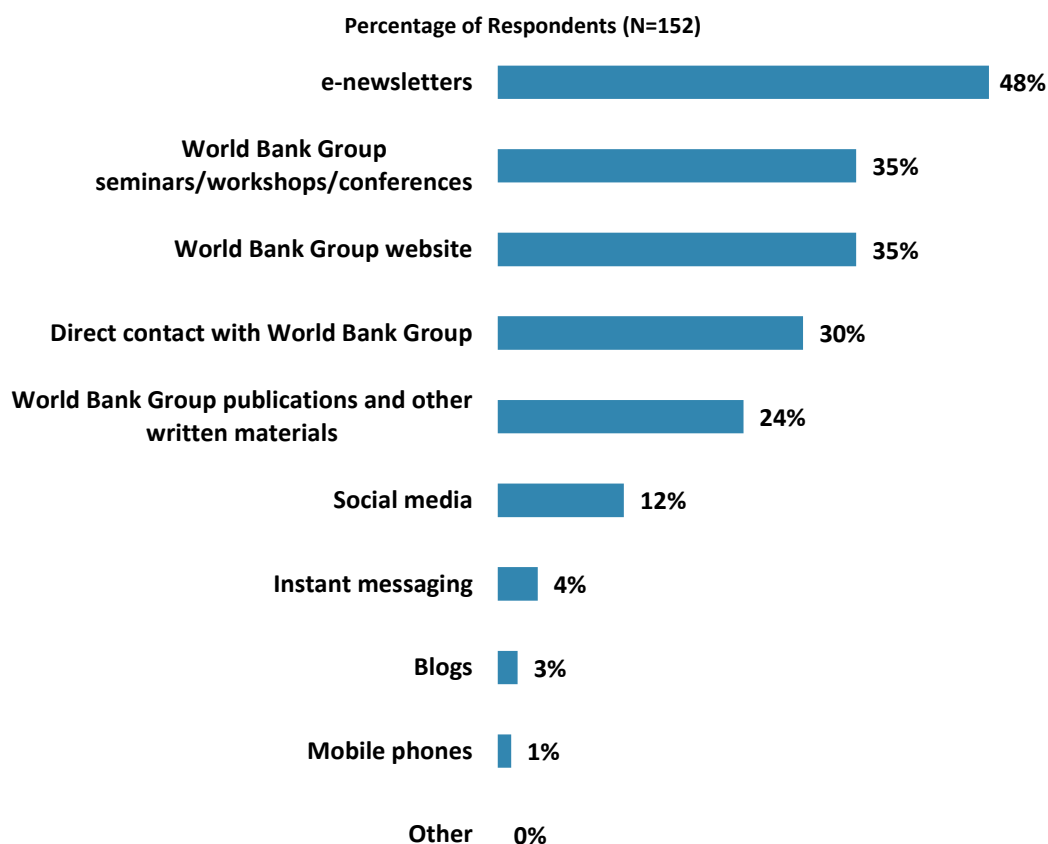 Percentage of Respondents (N=152)
e-newsletters 48%
World Bank Group
seminars/workshops/conferences 35%
World Bank Group website 35%
Direct contact with World Bank Group 30%
World Bank Group publications and other
written materials 24%
Social media 12%
Instant messaging 4%
Blogs 3%
Mobile phones 1%
Other 0%